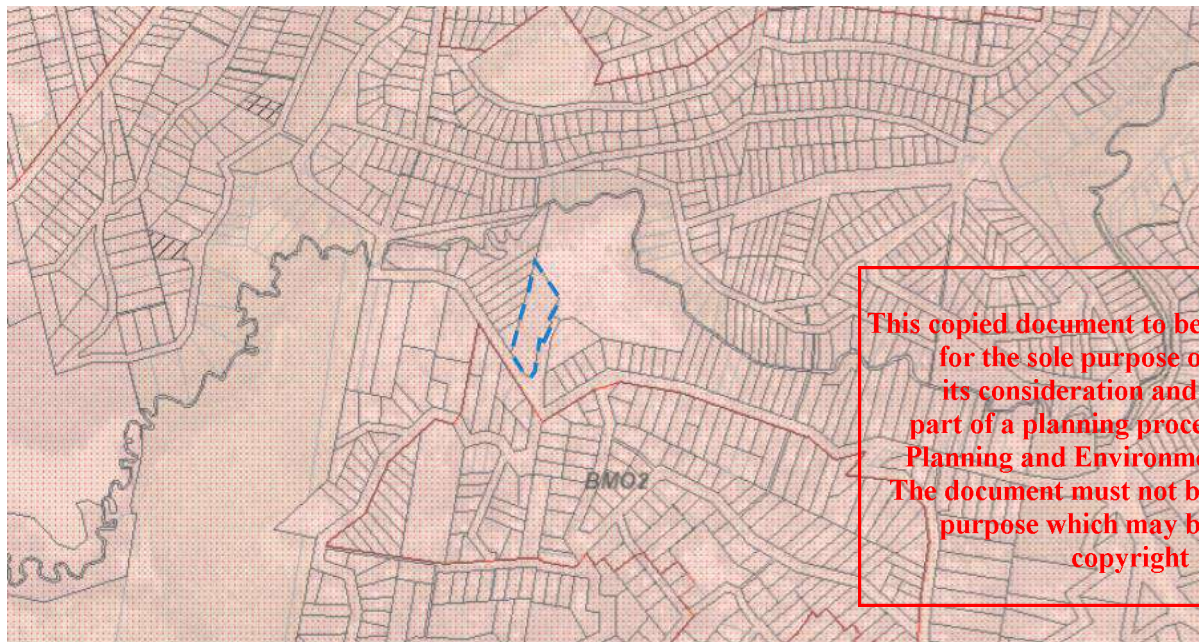 This copied document to be
for the sole purpose o
its consideration and
part of a planning proce
Planning and Environme
The document must not b
purpose which may b
copyright
BMO2